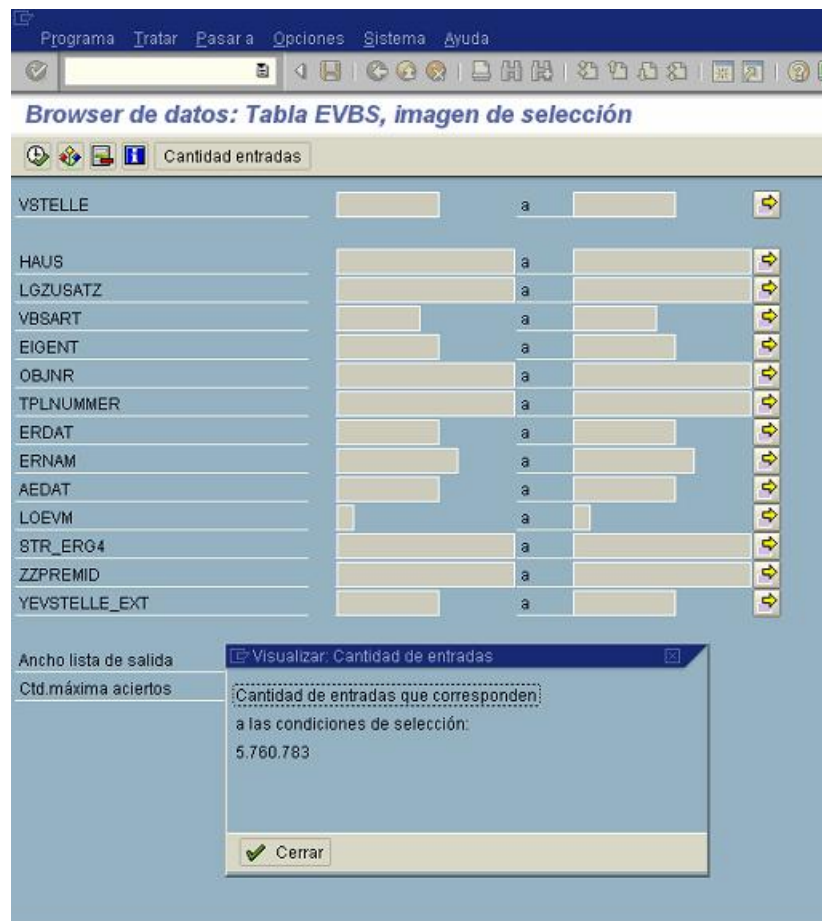 Programa Tratar Pasar a Opciones Sistema Ayuda
Browser de datos: Tabla EVBS, imagen de selección
Cantidad entradas
VSTELLE a
HAUS a
LGZUSATZ a
VBSART a
EIGENT a
OBJNR a
TPLNUMMER a
ERDAT a
ERNAM a
AEDAT a
LOEVM a
STR_ERG4 a
ZZPREMID a
YEVSTELLE_EXT a
Ancho lista de salida
Ctd.máxima aciertos
Visualizar: Cantidad de entradas
Cantidad de entradas que corresponden
a las condiciones de selección:
5.760.783
Cerrar